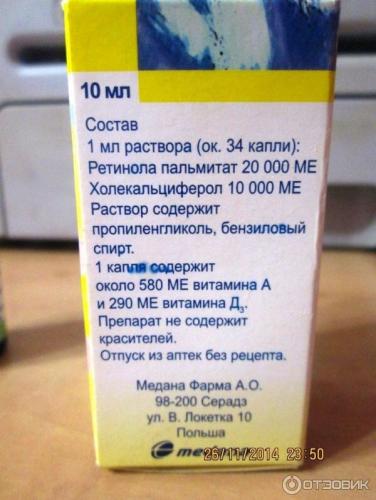 10 мл
Состав
1 мл раствора (ок. 34 капли):
Ретинола пальмитат 20 000 МЕ
Холекальциферол 10 000 МЕ
Раствор содержит
пропиленгликоль, бензиловый
спирт.
1 капля содержит
около 580 МЕ витамина А
и 290 МЕ витамина Д₃.
Препарат не содержит
красителей.
Отпуск из аптек без рецепта.
Медана Фарма А.О.
98-200 Серадз
ул. В. Локетка 10
Польша
26/11/2014 23:50
ОТЗОВИК